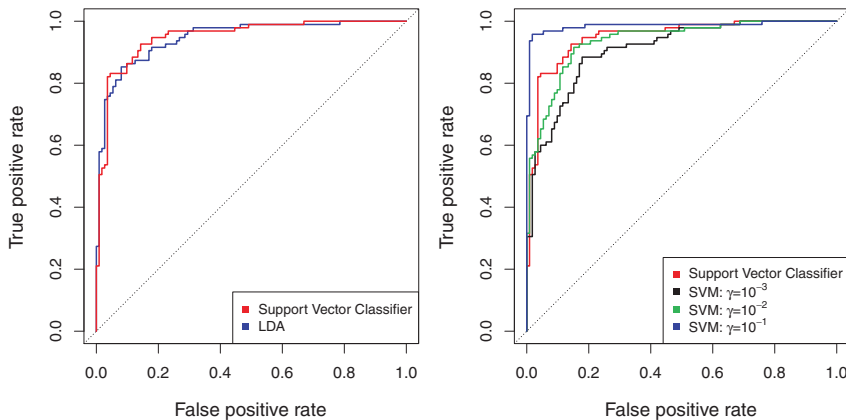 True positive rate
1.0
0.8
0.6
0.4
0.2
0.0
Support Vector Classifier
LDA
0.0 0.2 0.4 0.6 0.8 1.0
False positive rate
True positive rate
1.0
0.8
0.6
0.4
0.2
0.0
Support Vector Classifier
SVM: γ=10⁻³
SVM: γ=10⁻²
SVM: γ=10⁻¹
0.0 0.2 0.4 0.6 0.8 1.0
False positive rate